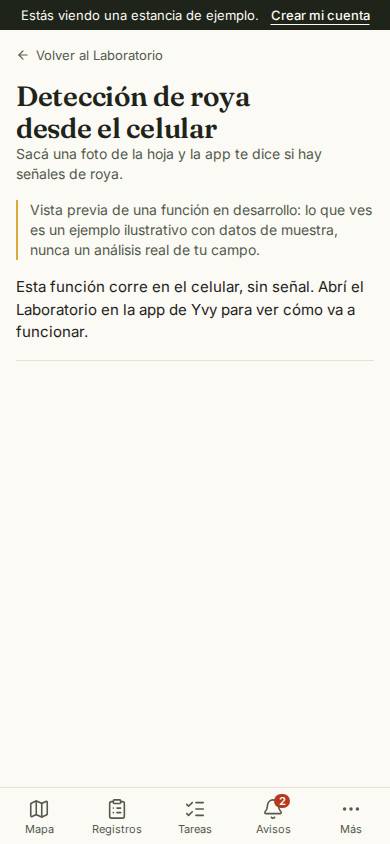 Estás viendo una estancia de ejemplo. Crear mi cuenta
← Volver al Laboratorio
Detección de roya
desde el celular
Sacá una foto de la hoja y la app te dice si hay
señales de roya.
Vista previa de una función en desarrollo: lo que ves
es un ejemplo ilustrativo con datos de muestra,
nunca un análisis real de tu campo.
Esta función corre en el celular, sin señal. Abrí el
Laboratorio en la app de Yvy para ver cómo va a
funcionar.
2
Mapa Registros Tareas Avisos Más